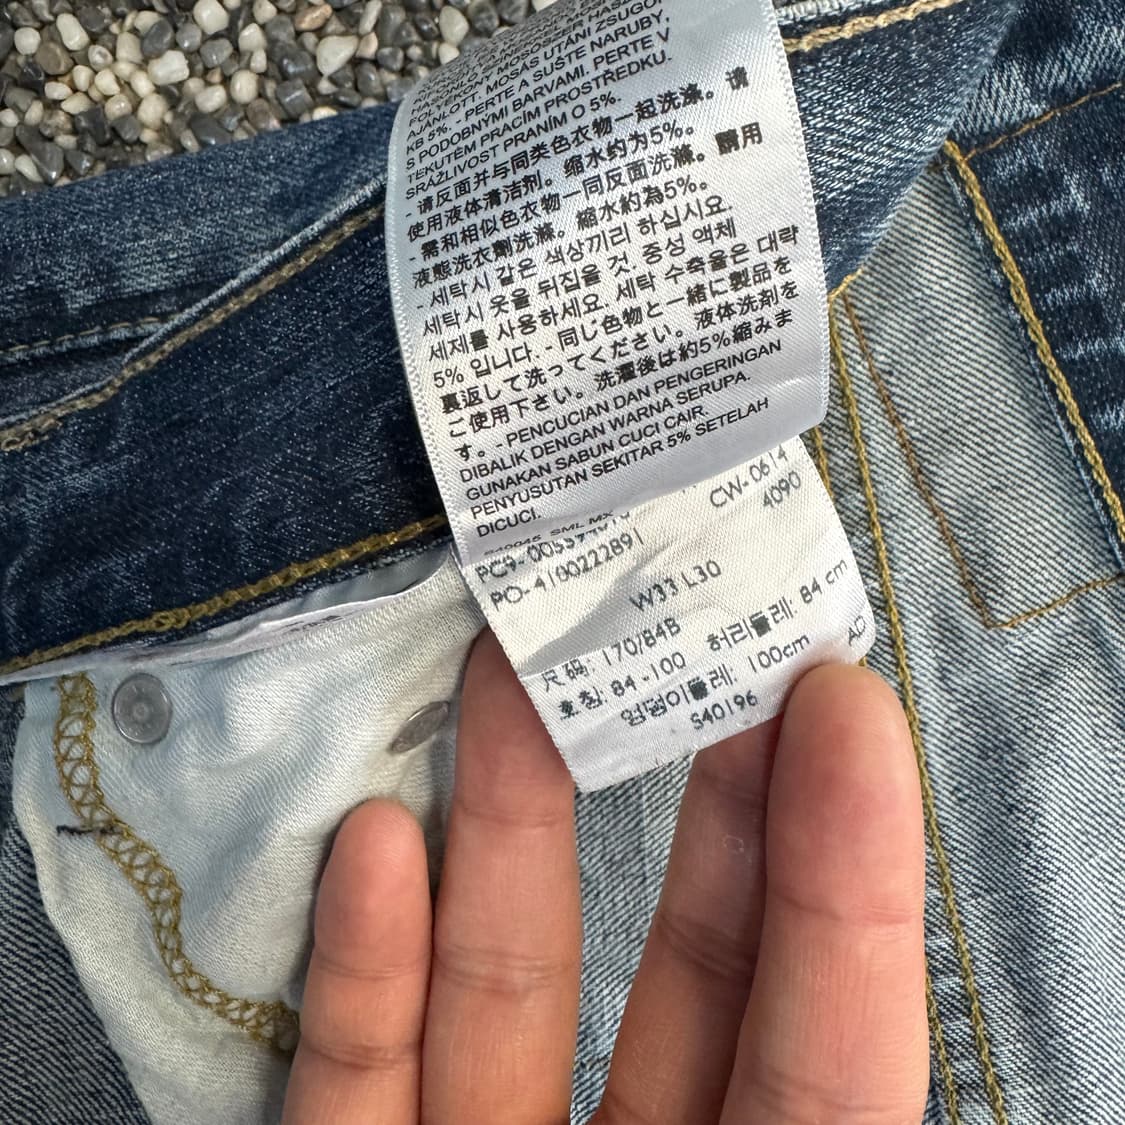 AJÁNLOTT. MOSÁS UTÁNI ZSUGOR
KB 5%. - PERTE A SUŠTE NARUBY,
S PODOBNÝMI BARVAMI. PERTE V
TEKUTÉM PRACÍM PROSTŘEDKU.
SRÁŽLIVOST PRANÍM O 5%.
- 请反面并与同类色衣物一起洗涤。请
使用液体清洁剂。缩水约为5%。
- 需和相似色衣物一同反面洗滌。請用
液態洗衣劑洗滌。縮水約為5%。
- 세탁시 같은 색상끼리 하십시요.
세탁시 옷을 뒤집을 것. 중성 액체
세제를 사용하세요. 세탁 수축율은 대략
5% 입니다. - 同じ色物と一緒に製品を
裏返して洗ってください。液体洗剤を
ご使用下さい。洗濯後は約5%縮みま
す。 - PENCUCIAN DAN PENGERINGAN
DIBALIK DENGAN WARNA SERUPA.
GUNAKAN SABUN CUCI CAIR.
PENYUSUTAN SEKITAR 5% SETELAH
DICUCI.
CW-0614
4090
PO-4100222891
W33 L30
尺码: 170/84B 허리둘레: 84 cm
호칭: 84-100 AD
엉덩이둘레: 100cm
S40196